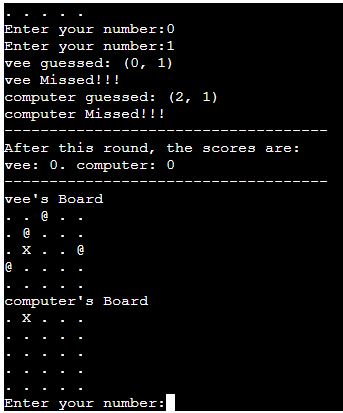 . . . . .
Enter your number:0
Enter your number:1
vee guessed: (0, 1)
vee Missed!!!
computer guessed: (2, 1)
computer Missed!!!
------------------------------------
After this round, the scores are:
vee: 0. computer: 0
------------------------------------
vee's Board
. . @ . .
. @ . . .
. X . . @
@ . . . .
. . . . .
computer's Board
. X . . .
. . . . .
. . . . .
. . . . .
. . . . .
Enter your number: